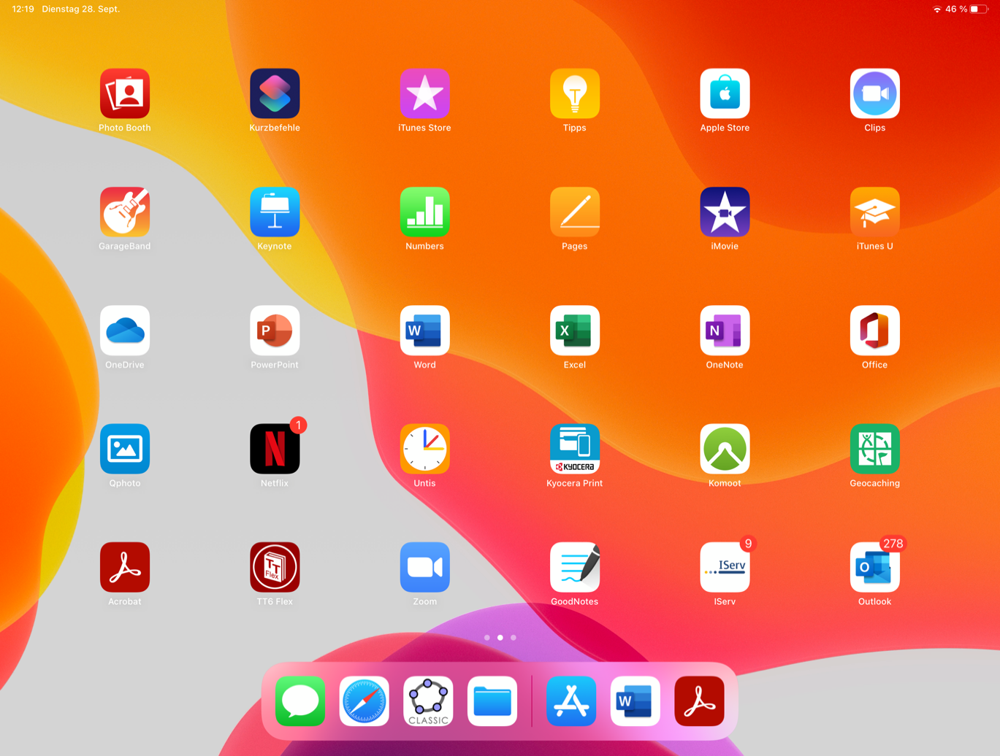 12:19 Dienstag 28. Sept.
46 %
Photo Booth
Kurzbefehle
iTunes Store
T
Tipps
Apple Store
Clips
GarageBand
Keynote
Numbers
Pages
iMovie
iTunes U
OneDrive
P
PowerPoint
W
Word
X
Excel
N
OneNote
Office
Qphoto
1
N
Netflix
Untis
KYOCERA
Kyocera Print
Komoot
Geocaching
Acrobat
TT
Flex
TT6 Flex
Zoom
GoodNotes
9
IServ
IServ
278
O
Outlook
CLASSIC
W